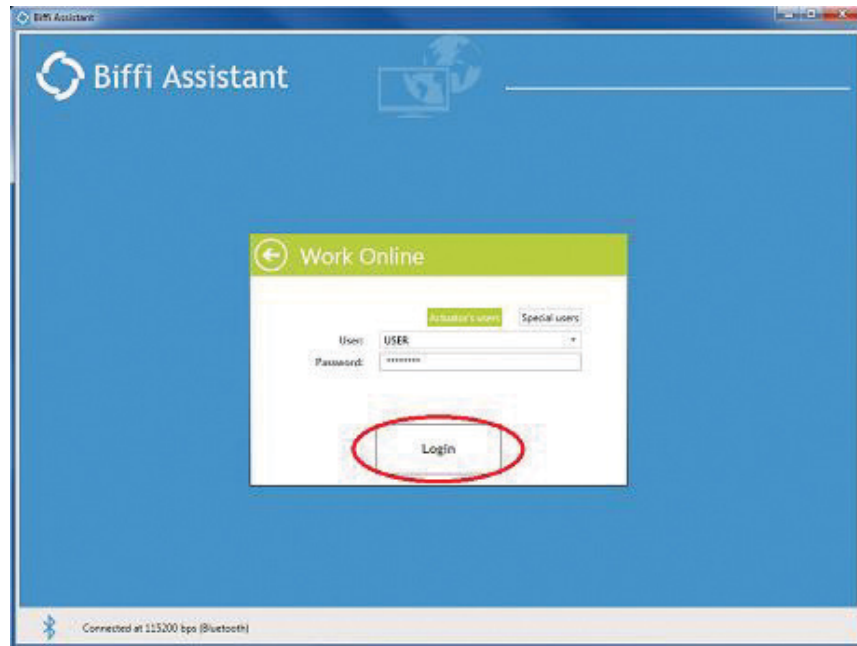 Biffi Assistant
Biffi Assistant
Work Online
Actuator's users Special users
User: USER
Password: ********
Login
Connected at 115200 bps (Bluetooth)